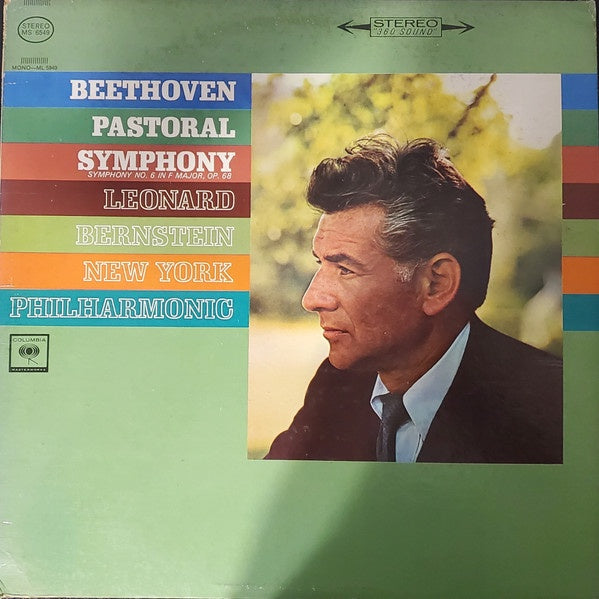 STEREO
MS 6549
MONO—ML 5949
STEREO
"360 SOUND"
BEETHOVEN
PASTORAL
SYMPHONY
SYMPHONY NO. 6 IN F MAJOR, OP. 68
LEONARD
BERNSTEIN
NEW YORK
PHILHARMONIC
COLUMBIA
MASTERWORKS